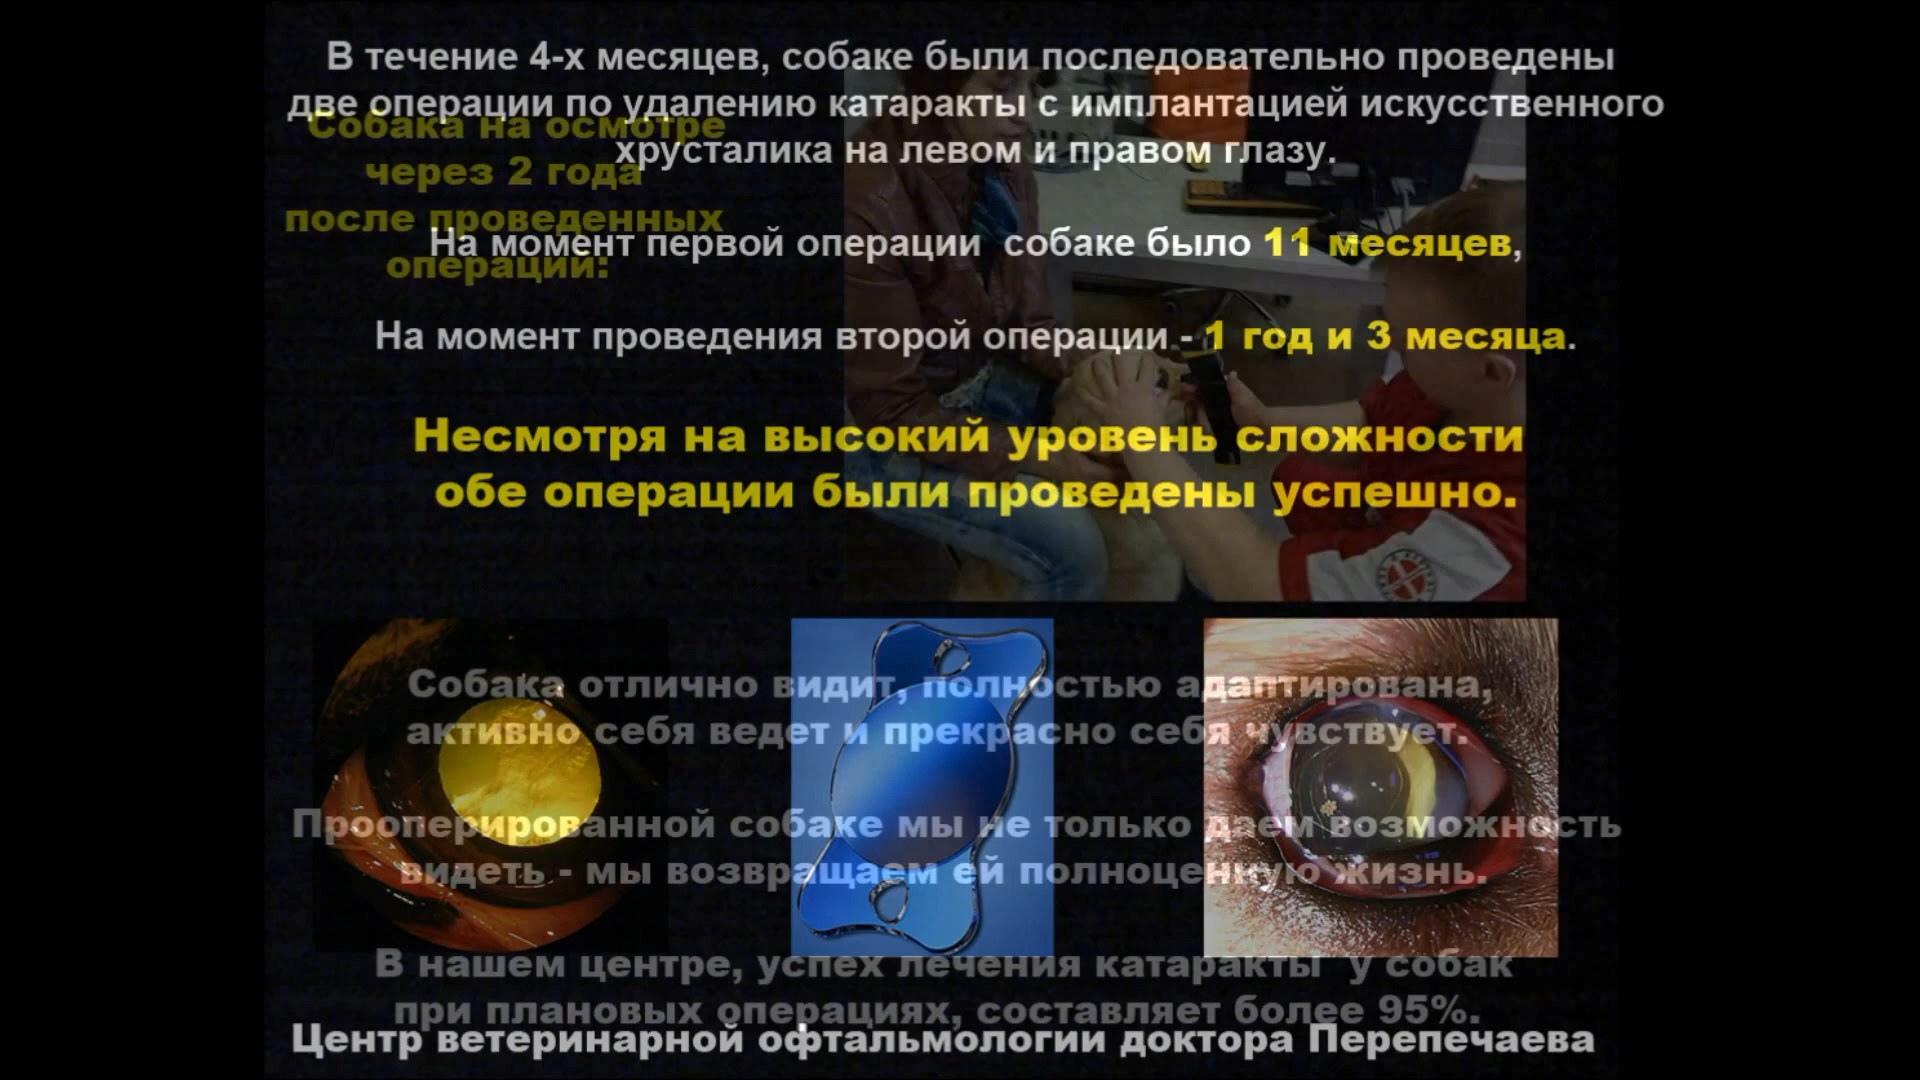 В течение 4-х месяцев, собаке были последовательно проведены
две операции по удалению катаракты с имплантацией искусственного
хрусталика на левом и правом глазу.
Собака на осмотре
через 2 года
после проведенных
операций:
На момент первой операции собаке было 11 месяцев,
На момент проведения второй операции - 1 год и 3 месяца.
Несмотря на высокий уровень сложности
обе операции были проведены успешно.
Собака отлично видит, полностью адаптирована,
активно себя ведет и прекрасно себя чувствует.
Прооперированной собаке мы не только даем возможность
видеть - мы возвращаем ей полноценную жизнь.
В нашем центре, успех лечения катаракты у собак
при плановых операциях, составляет более 95%.
Центр ветеринарной офтальмологии доктора Перепечаева